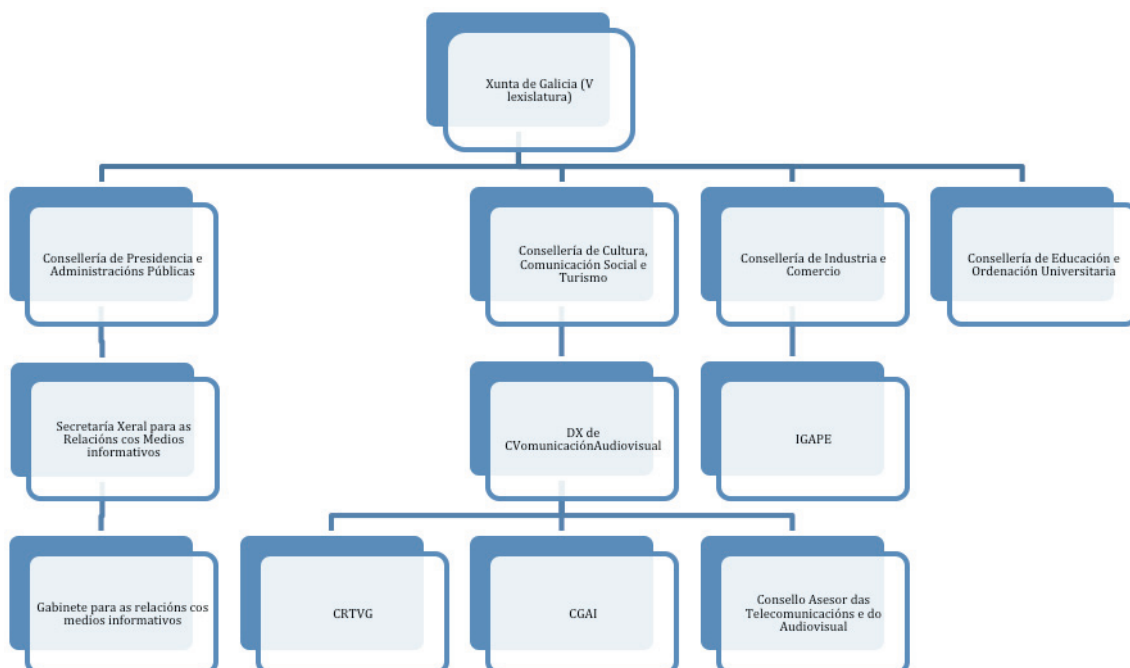 Xunta de Galicia (V
lexislatura)
Consellería de Presidencia e
Administracións Públicas
Consellería de Cultura,
Comunicación Social e
Turismo
Consellería de Industria e
Comercio
Consellería de Educación e
Ordenación Universitaria
Secretaría Xeral para as
Relacións cos Medios
informativos
DX de
CVomunicaciónAudiovisual
IGAPE
Gabinete para as relacións cos
medios informativos
CRTVG
CGAI
Consello Asesor das
Telecomunicacións e do
Audiovisual